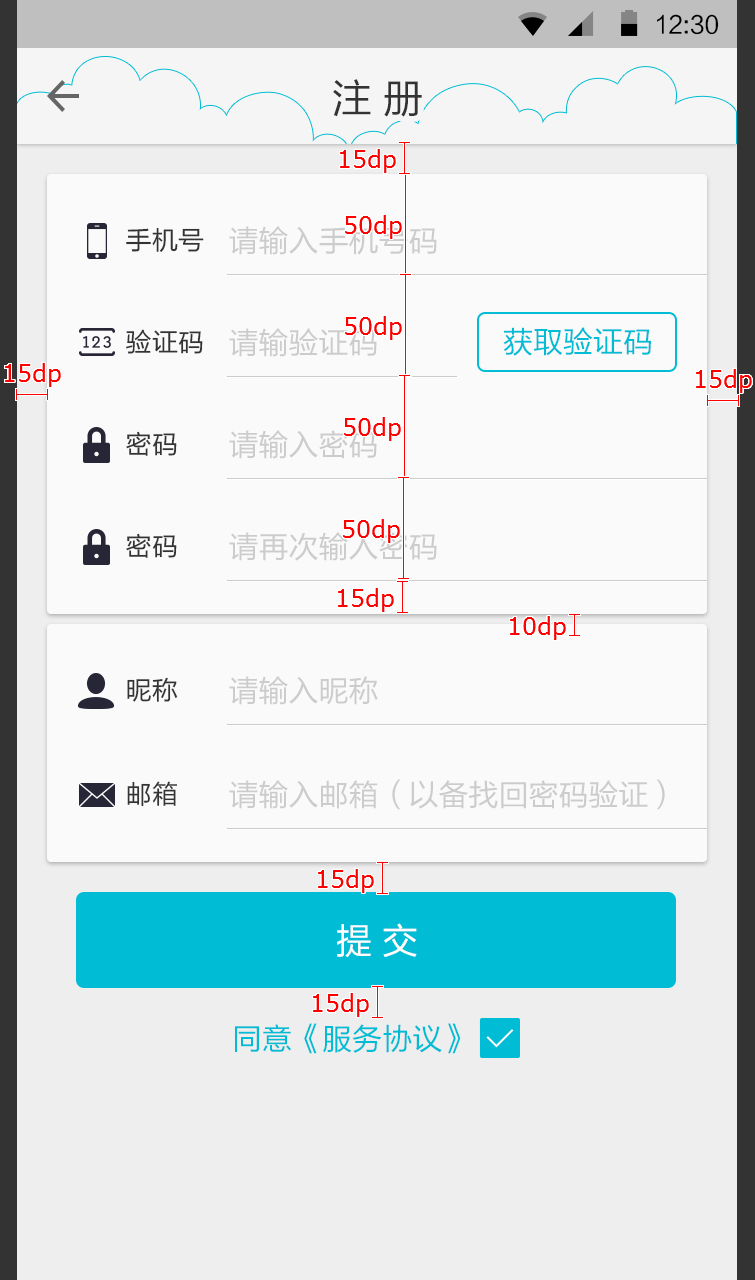 12:30
注 册
15dp
手机号 请输入手机号码
50dp
123 验证码 请输验证码 获取验证码
50dp
15dp
15dp
密码 请输入密码
50dp
密码 请再次输入密码
50dp
15dp
10dp
昵称 请输入昵称
邮箱 请输入邮箱（以备找回密码验证）
15dp
提 交
15dp
同意《服务协议》